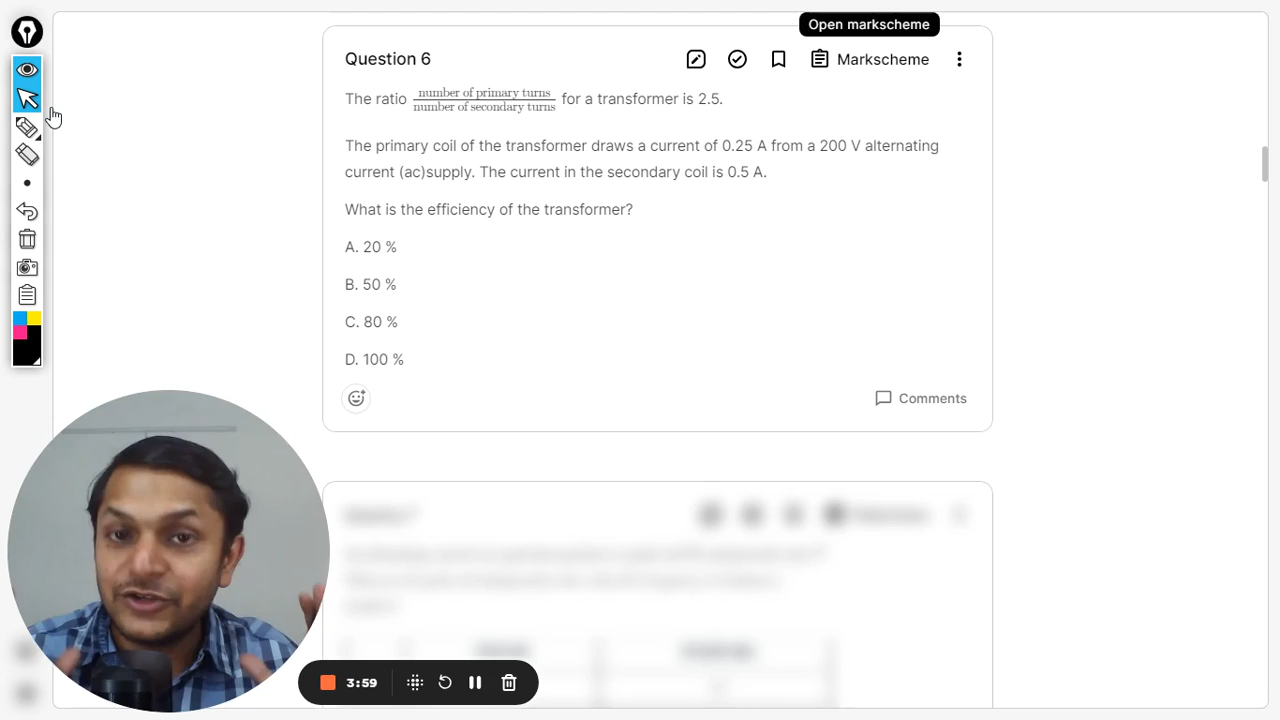 Open markscheme
Question 6
Markscheme
The ratio number of primary turns / number of secondary turns for a transformer is 2.5.
The primary coil of the transformer draws a current of 0.25 A from a 200 V alternating
current (ac)supply. The current in the secondary coil is 0.5 A.
What is the efficiency of the transformer?
A. 20 %
B. 50 %
C. 80 %
D. 100 %
Comments
3:59